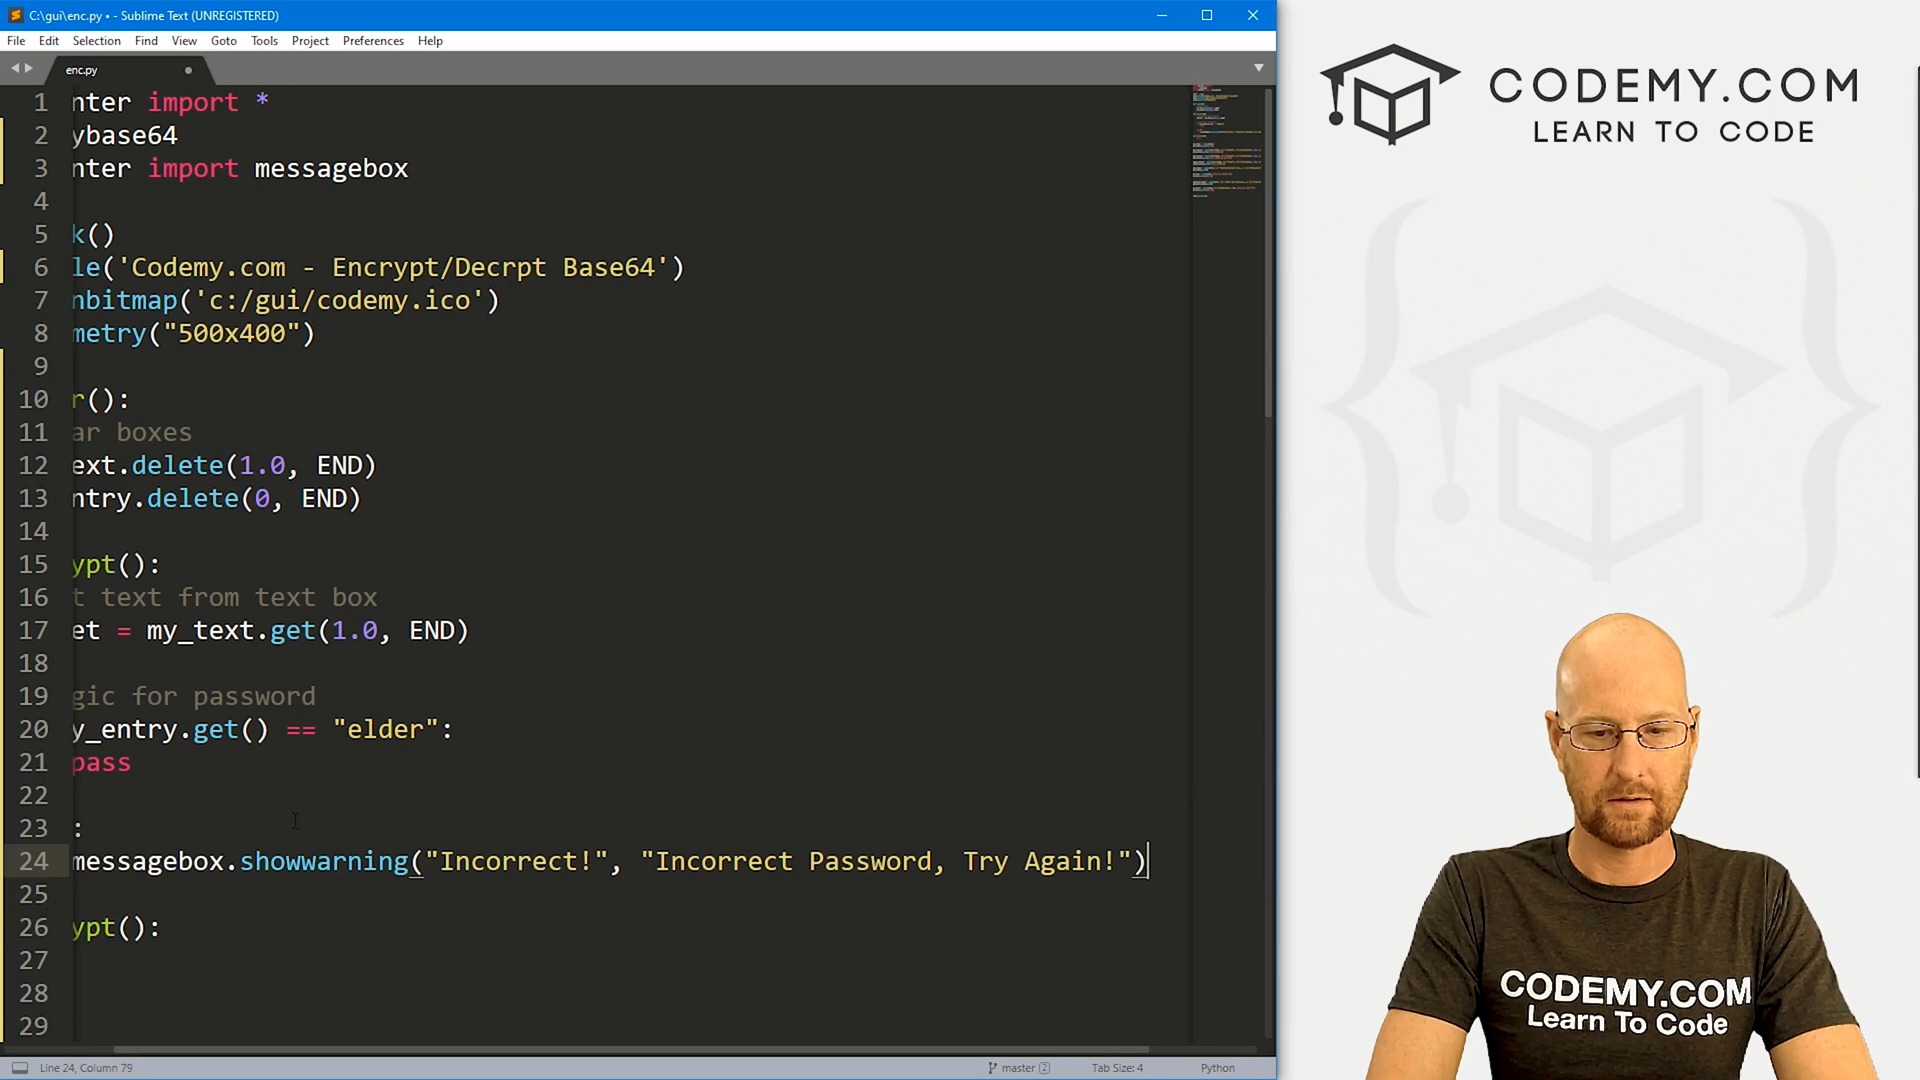 C:\gui\enc.py • - Sublime Text (UNREGISTERED)
File Edit Selection Find View Goto Tools Project Preferences Help
enc.py
1 nter import *
2 ybase64
3 nter import messagebox
4
5 k()
6 le('Codemy.com - Encrypt/Decrpt Base64')
7 nbitmap('c:/gui/codemy.ico')
8 metry("500x400")
9
10 r():
11 ar boxes
12 ext.delete(1.0, END)
13 ntry.delete(0, END)
14
15 ypt():
16 t text from text box
17 et = my_text.get(1.0, END)
18
19 gic for password
20 y_entry.get() == "elder":
21 pass
22
23 :
24 messagebox.showwarning("Incorrect!", "Incorrect Password, Try Again!")
25
26 ypt():
27
28
29
Line 24, Column 79
master 2
Tab Size: 4
Python
CODEMY.COM
LEARN TO CODE
CODEMY.COM
Learn To Code